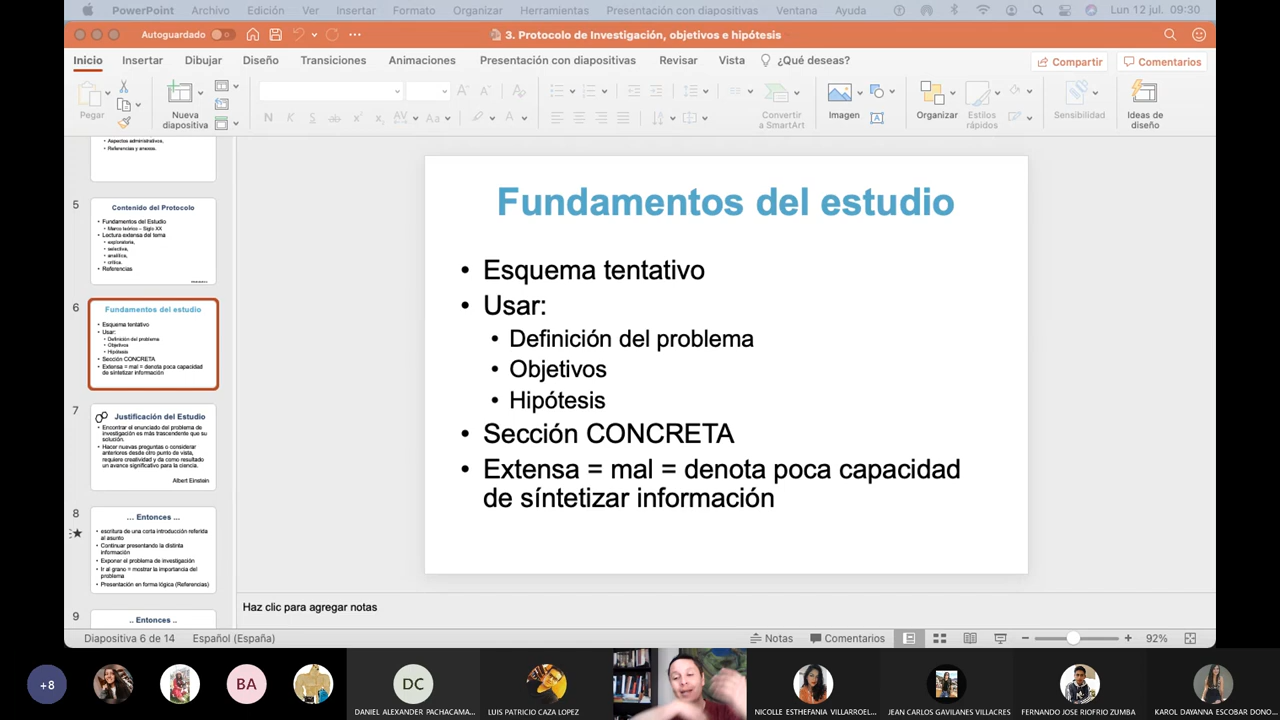 PowerPoint Archivo Edición Ver Insertar Formato Organizar Herramientas Presentación con diapositivas Ventana Ayuda Lun 12 jul. 09:30
Autoguardado 3. Protocolo de Investigación, objetivos e hipótesis
Inicio Insertar Dibujar Diseño Transiciones Animaciones Presentación con diapositivas Revisar Vista ¿Qué deseas? Compartir Comentarios
Pegar
Nueva
diapositiva
Convertir
a SmartArt
Imagen
Organizar
Estilos
rápidos
Sensibilidad
Ideas de
diseño
Aspectos administrativos,
Referencias y anexos.
5
Contenido del Protocolo
• Fundamentos del Estudio
• Marco teórico – Siglo XX
• Lectura extensa del tema
• exploratoria,
• selectiva,
• analítica,
• crítica.
• Referencias
6
Fundamentos del estudio
• Esquema tentativo
• Usar:
• Definición del problema
• Objetivos
• Hipótesis
• Sección CONCRETA
• Extensa = mal = denota poca capacidad
de síntetizar información
7
Justificación del Estudio
• Encontrar el enunciado del problema de
investigación es más trascendente que su
solución.
• Hacer nuevas preguntas o considerar
anteriores desde otro punto de vista,
requiere creatividad y da como resultado
un avance significativo para la ciencia.
Albert Einstein
8
... Entonces ...
• escritura de una corta introducción referida
al asunto
• Continuar presentando la distinta
información
• Exponer el problema de investigación
• Ir al grano = mostrar la importancia del
problema
• Presentación en forma lógica (Referencias)
9
.. Entonces ..
Fundamentos del estudio
• Esquema tentativo
• Usar:
• Definición del problema
• Objetivos
• Hipótesis
• Sección CONCRETA
• Extensa = mal = denota poca capacidad
de síntetizar información
Haz clic para agregar notas
Diapositiva 6 de 14 Español (España) Notas Comentarios 92%
+8 BA DC
DANIEL ALEXANDER PACHACAMA... LUIS PATRICIO CAZA LOPEZ NICOLLE ESTHEFANIA VILLARROEL... JEAN CARLOS GAVILANES VILLACRES FERNANDO JOSE RIOFRIO ZUMBA KAROL DAYANNA ESCOBAR DONO...